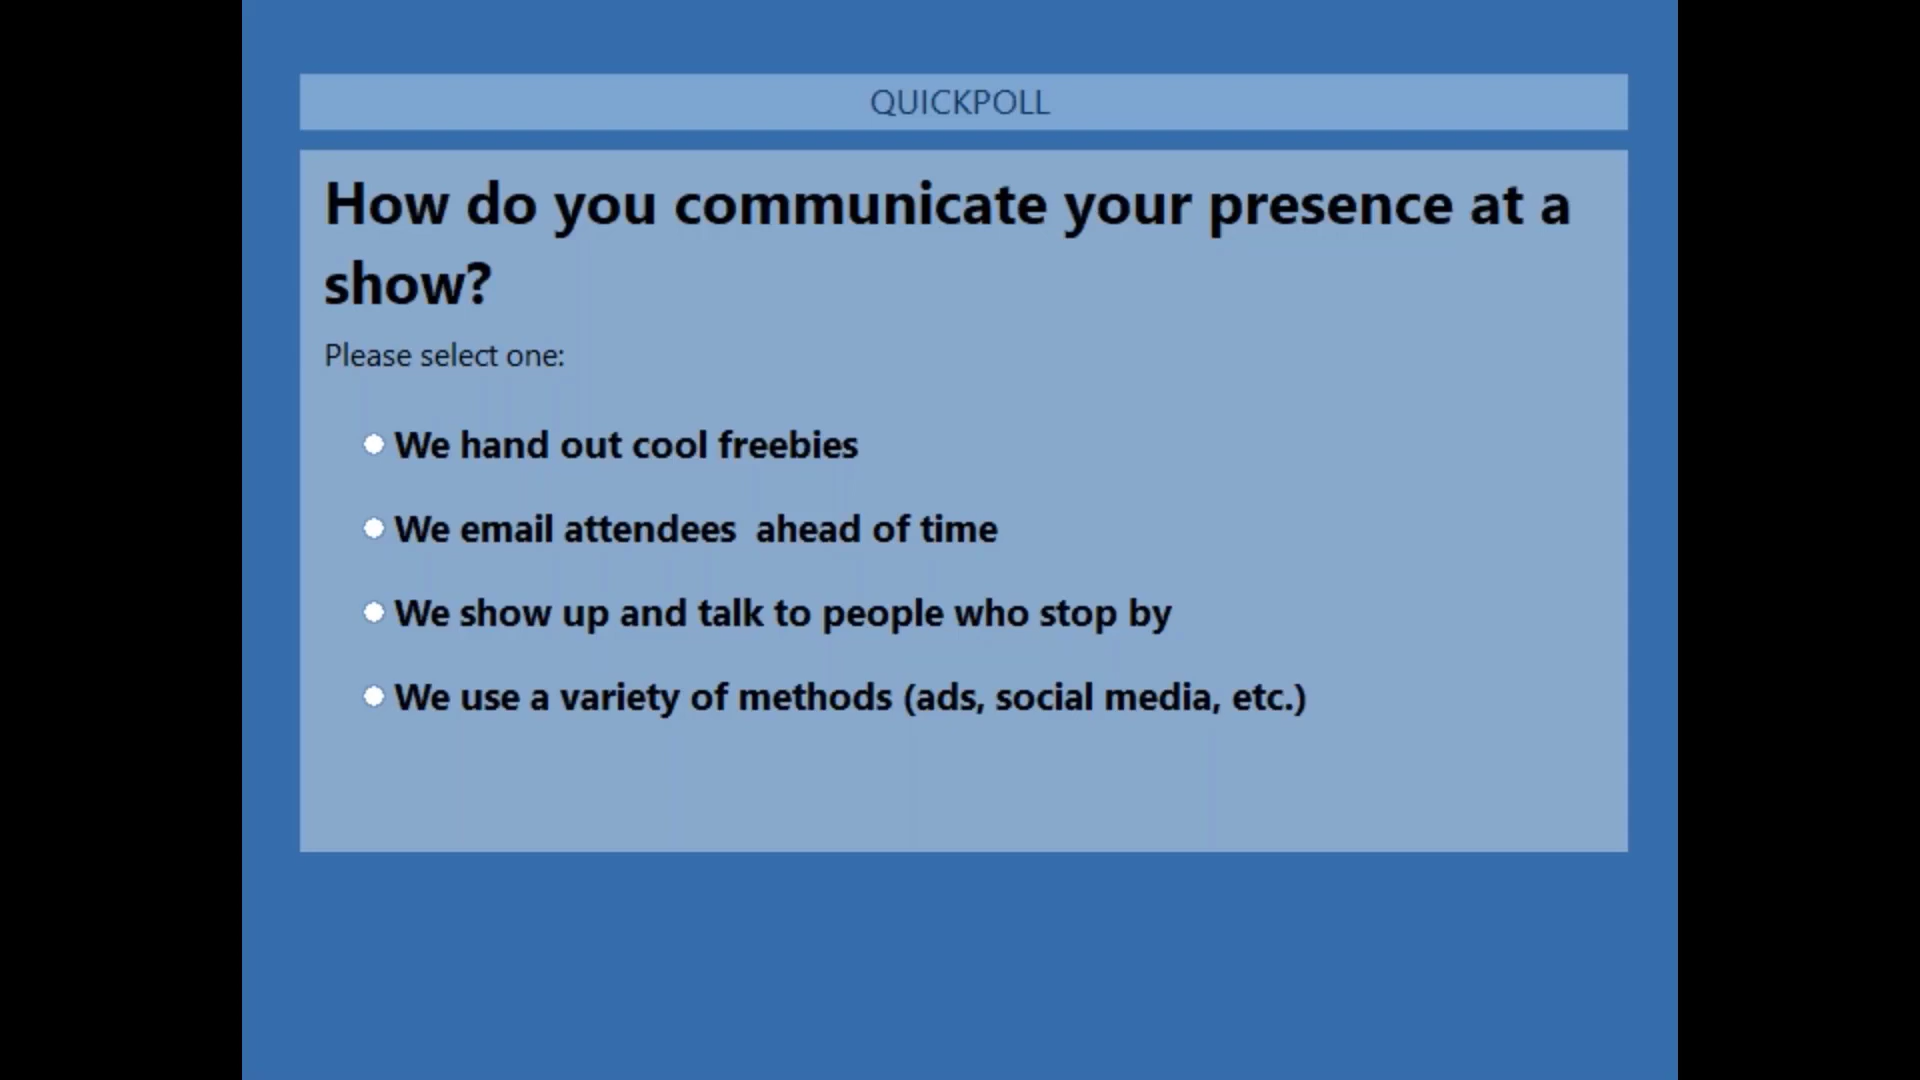 QUICKPOLL
How do you communicate your presence at a
show?
Please select one:
We hand out cool freebies
We email attendees  ahead of time
We show up and talk to people who stop by
We use a variety of methods (ads, social media, etc.)